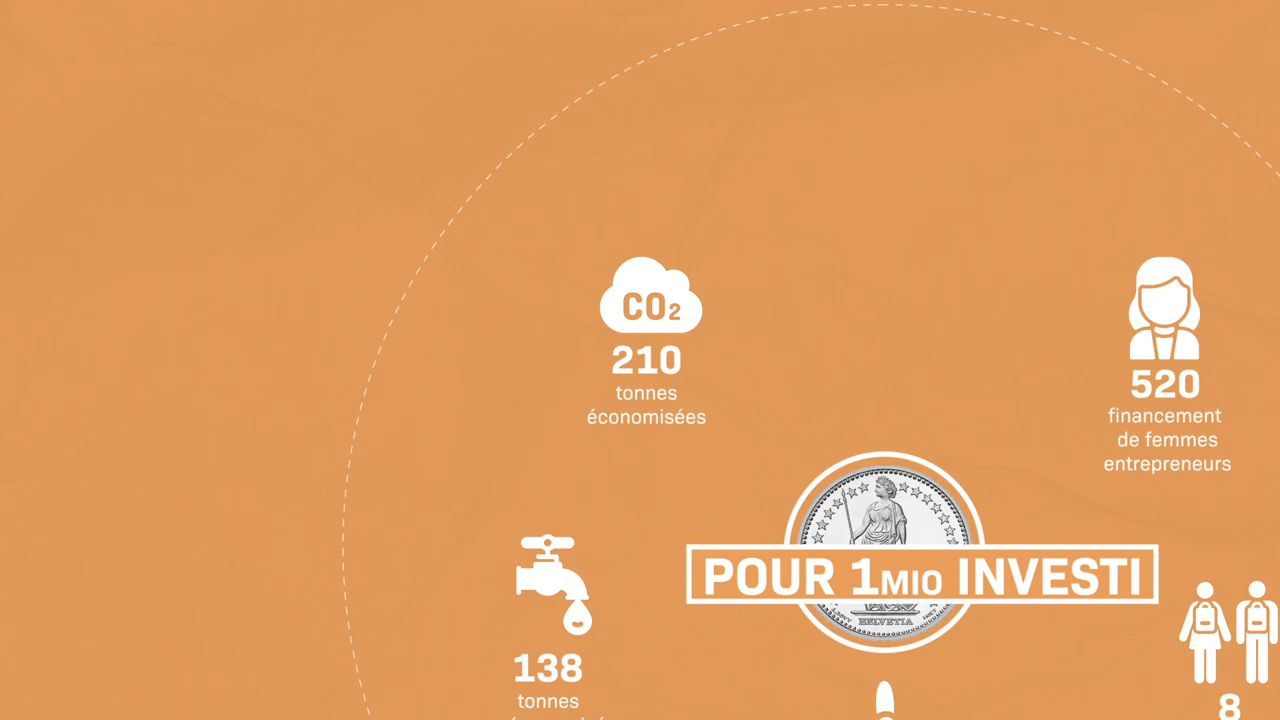 CO2
210
tonnes
économisées
520
financement
de femmes
entrepreneurs
POUR 1MIO INVESTI
HELVETIA
138
tonnes
8